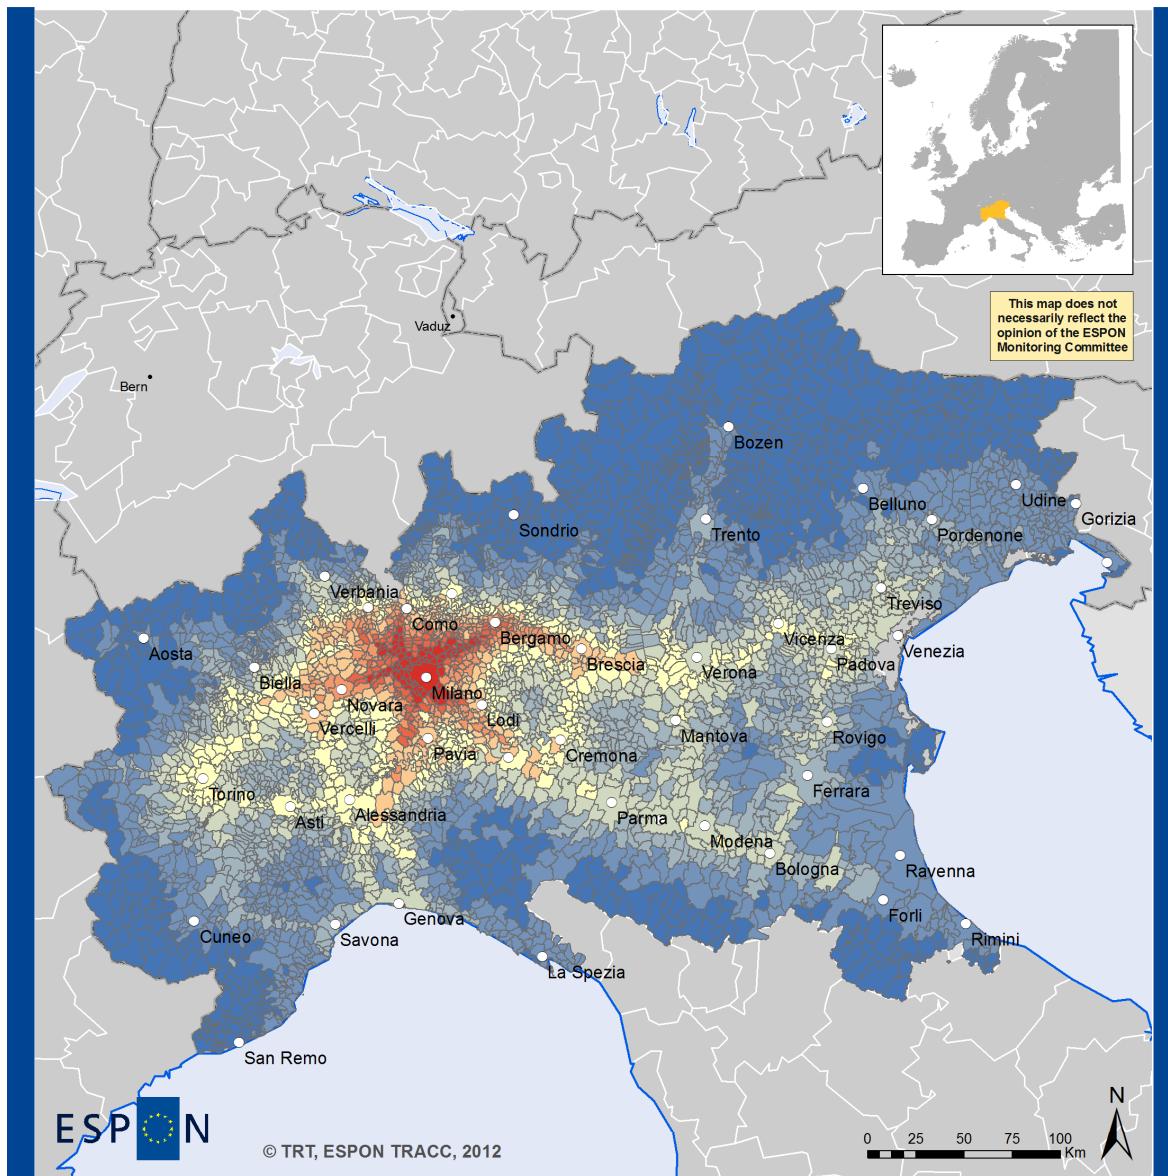 This map does not
necessarily reflect the
opinion of the ESPON
Monitoring Committee
Vaduz
Bern
Bozen
Belluno
Udine
Gorizia
Sondrio
Trento
Pordenone
Verbania
Treviso
Como
Bergamo
Vicenza
Aosta
Brescia
Verona
Padova
Venezia
Biella
Milano
Novara
Lodi
Vercelli
Mantova
Rovigo
Pavia
Cremona
Torino
Ferrara
Asti
Alessandria
Parma
Modena
Bologna
Ravenna
Genova
Forli
Cuneo
Savona
Rimini
La Spezia
San Remo
N
ESPON
© TRT, ESPON TRACC, 2012
0 25 50 75 100
Km